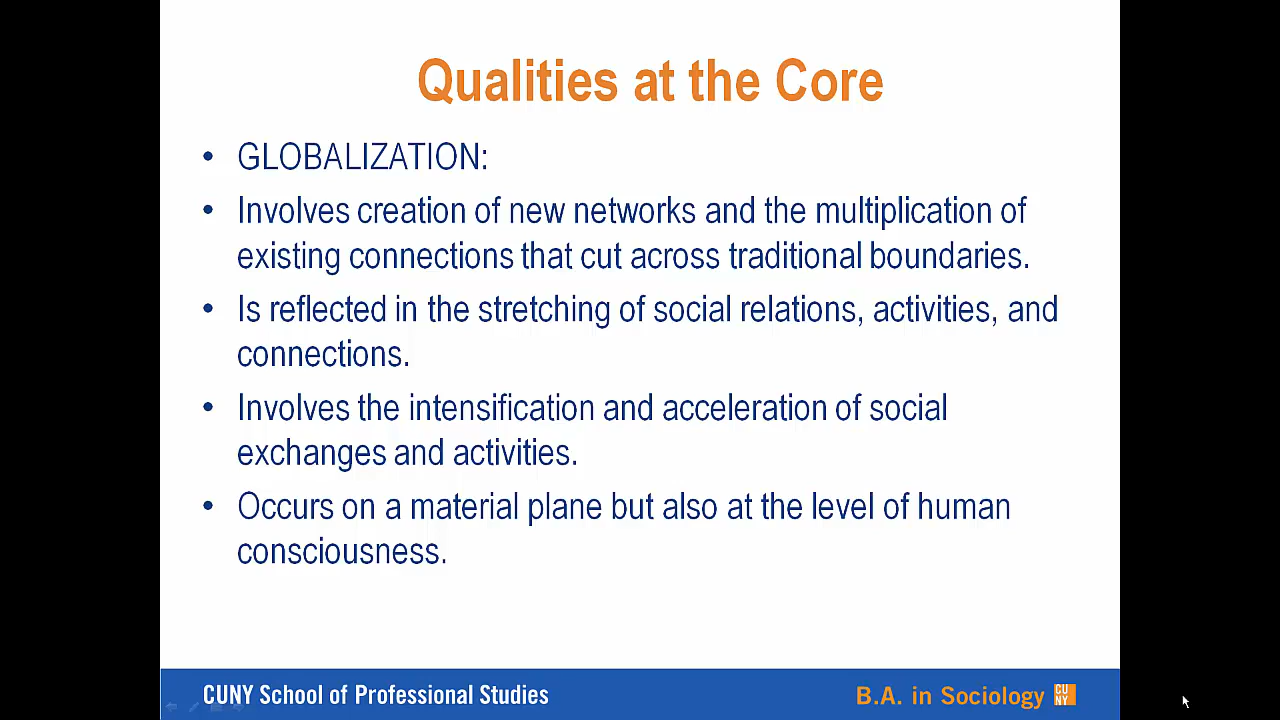 Qualities at the Core
• GLOBALIZATION:
• Involves creation of new networks and the multiplication of
existing connections that cut across traditional boundaries.
• Is reflected in the stretching of social relations, activities, and
connections.
• Involves the intensification and acceleration of social
exchanges and activities.
• Occurs on a material plane but also at the level of human
consciousness.
CUNY School of Professional Studies
B.A. in Sociology
CU
NY